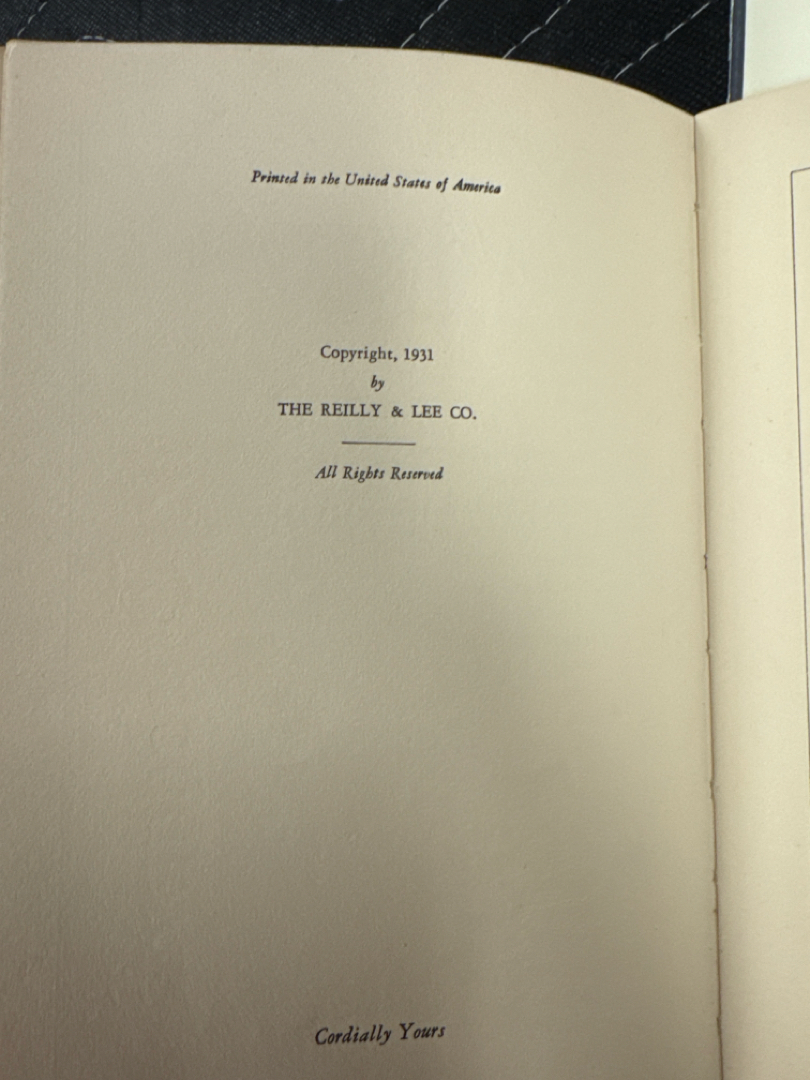 Printed in the United States of America
Copyright, 1931
by
THE REILLY & LEE CO.
All Rights Reserved
Cordially Yours